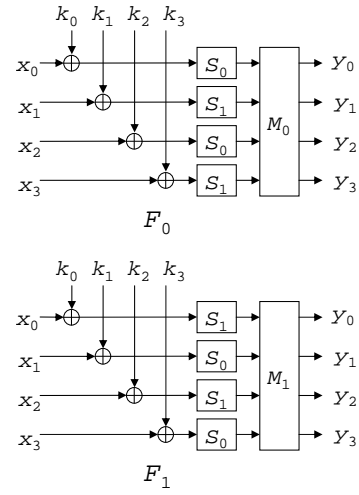 k₀ k₁ k₂ k₃
x₀ S₀ y₀
x₁ S₁ y₁
M₀
x₂ S₀ y₂
x₃ S₁ y₃
F₀
k₀ k₁ k₂ k₃
x₀ S₁ y₀
x₁ S₀ y₁
M₁
x₂ S₁ y₂
x₃ S₀ y₃
F₁